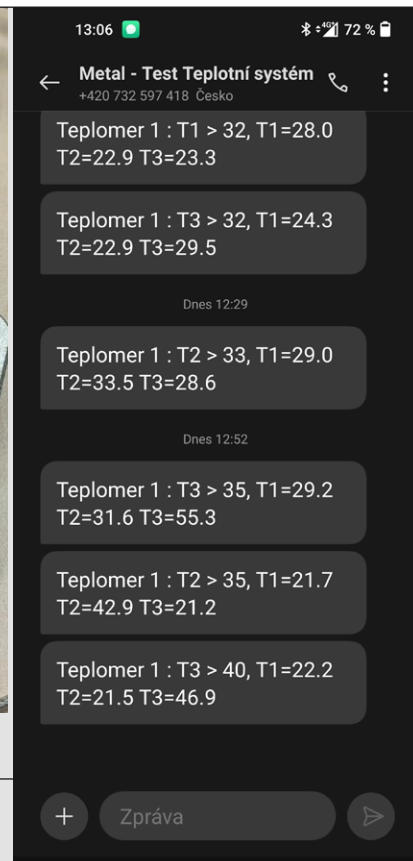 13:06
4G 72 %
Metal - Test Teplotní systém
+420 732 597 418 Česko
Teplomer 1 : T1 > 32, T1=28.0
T2=22.9 T3=23.3
Teplomer 1 : T3 > 32, T1=24.3
T2=22.9 T3=29.5
Dnes 12:29
Teplomer 1 : T2 > 33, T1=29.0
T2=33.5 T3=28.6
Dnes 12:52
Teplomer 1 : T3 > 35, T1=29.2
T2=31.6 T3=55.3
Teplomer 1 : T2 > 35, T1=21.7
T2=42.9 T3=21.2
Teplomer 1 : T3 > 40, T1=22.2
T2=21.5 T3=46.9
Zpráva